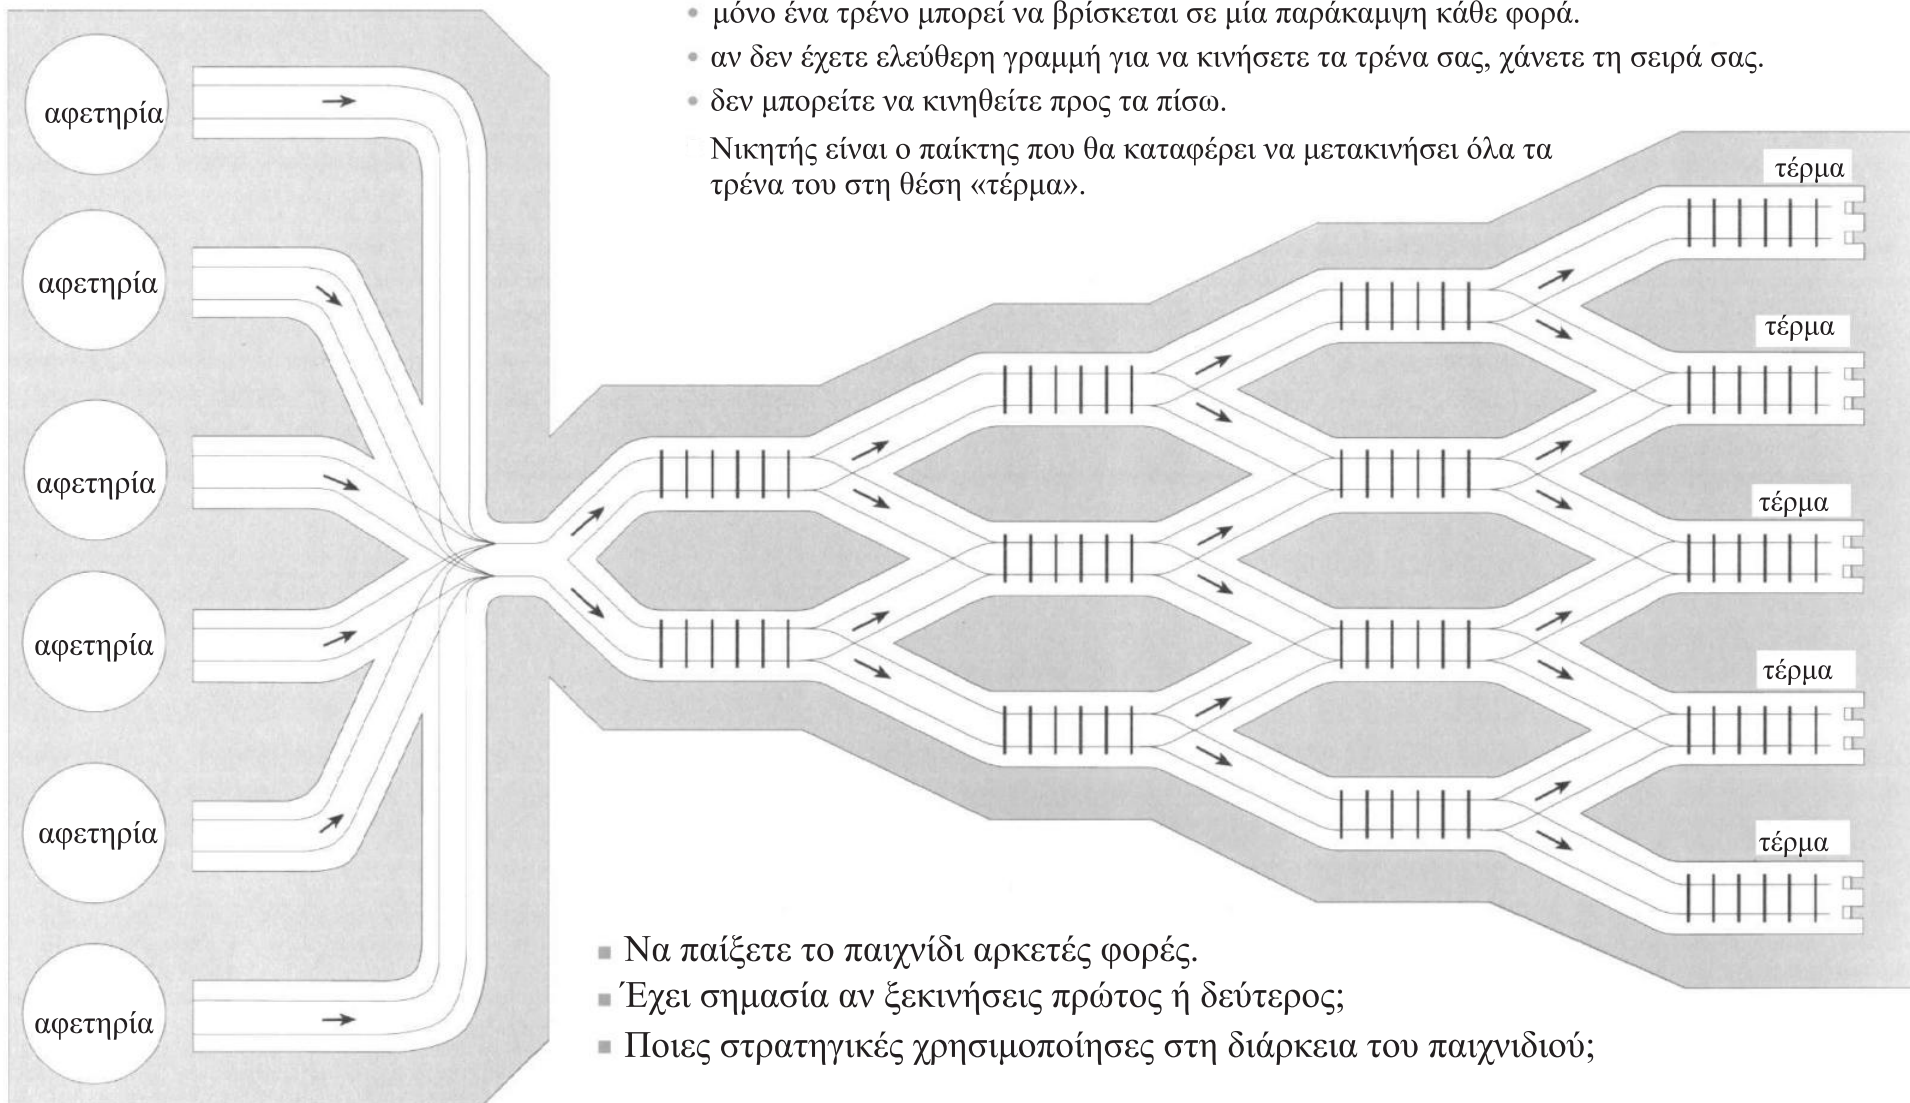 • μόνο ένα τρένο μπορεί να βρίσκεται σε μία παράκαμψη κάθε φορά.
• αν δεν έχετε ελεύθερη γραμμή για να κινήσετε τα τρένα σας, χάνετε τη σειρά σας.
• δεν μπορείτε να κινηθείτε προς τα πίσω.
Νικητής είναι ο παίκτης που θα καταφέρει να μετακινήσει όλα τα
τρένα του στη θέση «τέρμα».
αφετηρία
αφετηρία
αφετηρία
αφετηρία
αφετηρία
αφετηρία
τέρμα
τέρμα
τέρμα
τέρμα
τέρμα
▪ Να παίξετε το παιχνίδι αρκετές φορές.
▪ Έχει σημασία αν ξεκινήσεις πρώτος ή δεύτερος;
▪ Ποιες στρατηγικές χρησιμοποίησες στη διάρκεια του παιχνιδιού;